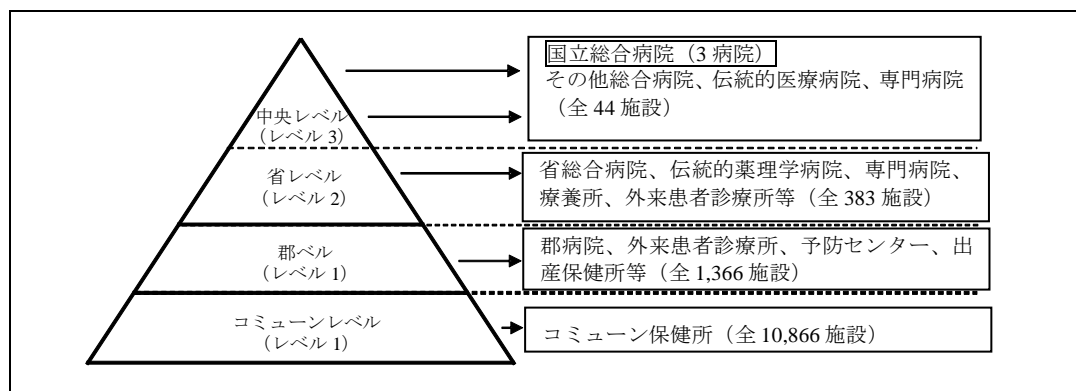 国立総合病院（3 病院）
その他総合病院、伝統的医療病院、専門病院
（全 44 施設）
中央レベル
（レベル 3）
省総合病院、伝統的薬理学病院、専門病院、
療養所、外来患者診療所等（全 383 施設）
省レベル
（レベル 2）
郡病院、外来患者診療所、予防センター、出
産保健所等（全 1,366 施設）
郡ベル
（レベル 1）
コミューンレベル
（レベル 1）
コミューン保健所（全 10,866 施設）